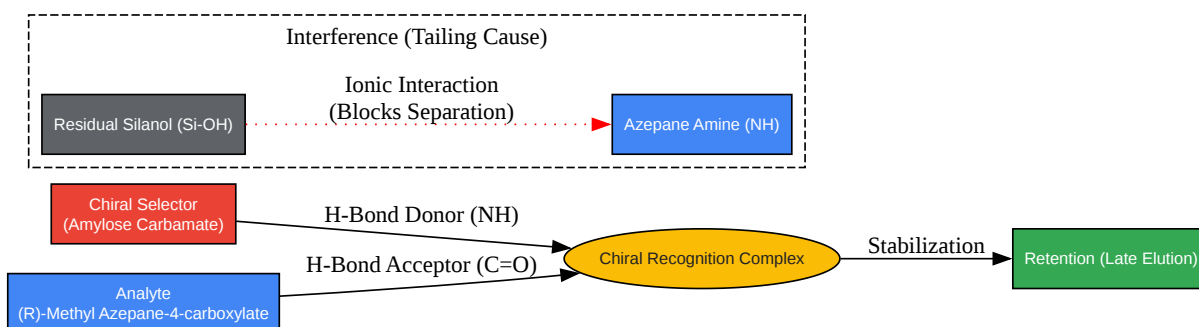 Interference (Tailing Cause)
Ionic Interaction
(Blocks Separation)
Residual Silanol (Si-OH)
Azepane Amine (NH)
Chiral Selector
(Amylose Carbamate)
H-Bond Donor (NH)
Analyte
(R)-Methyl Azepane-4-carboxylate
H-Bond Acceptor (C=O)
Chiral Recognition Complex
Stabilization
Retention (Late Elution)